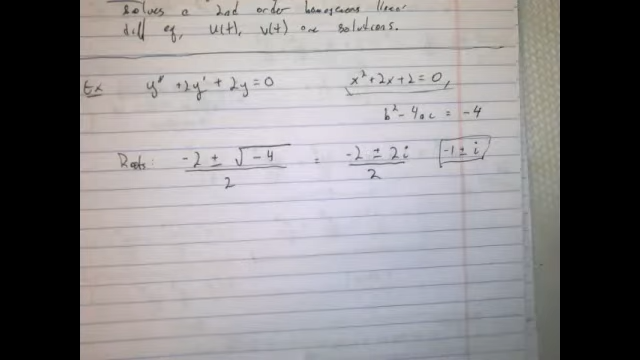 solves a 2nd order homogeneous linear
diff eq, u(t), v(t) are solutions.
Ex y'' + 2y' + 2y = 0 x² + 2x + 2 = 0,
b² - 4ac = -4
Roots: (-2 ± √-4)/2 = (-2 ± 2i)/2 -1 ± i